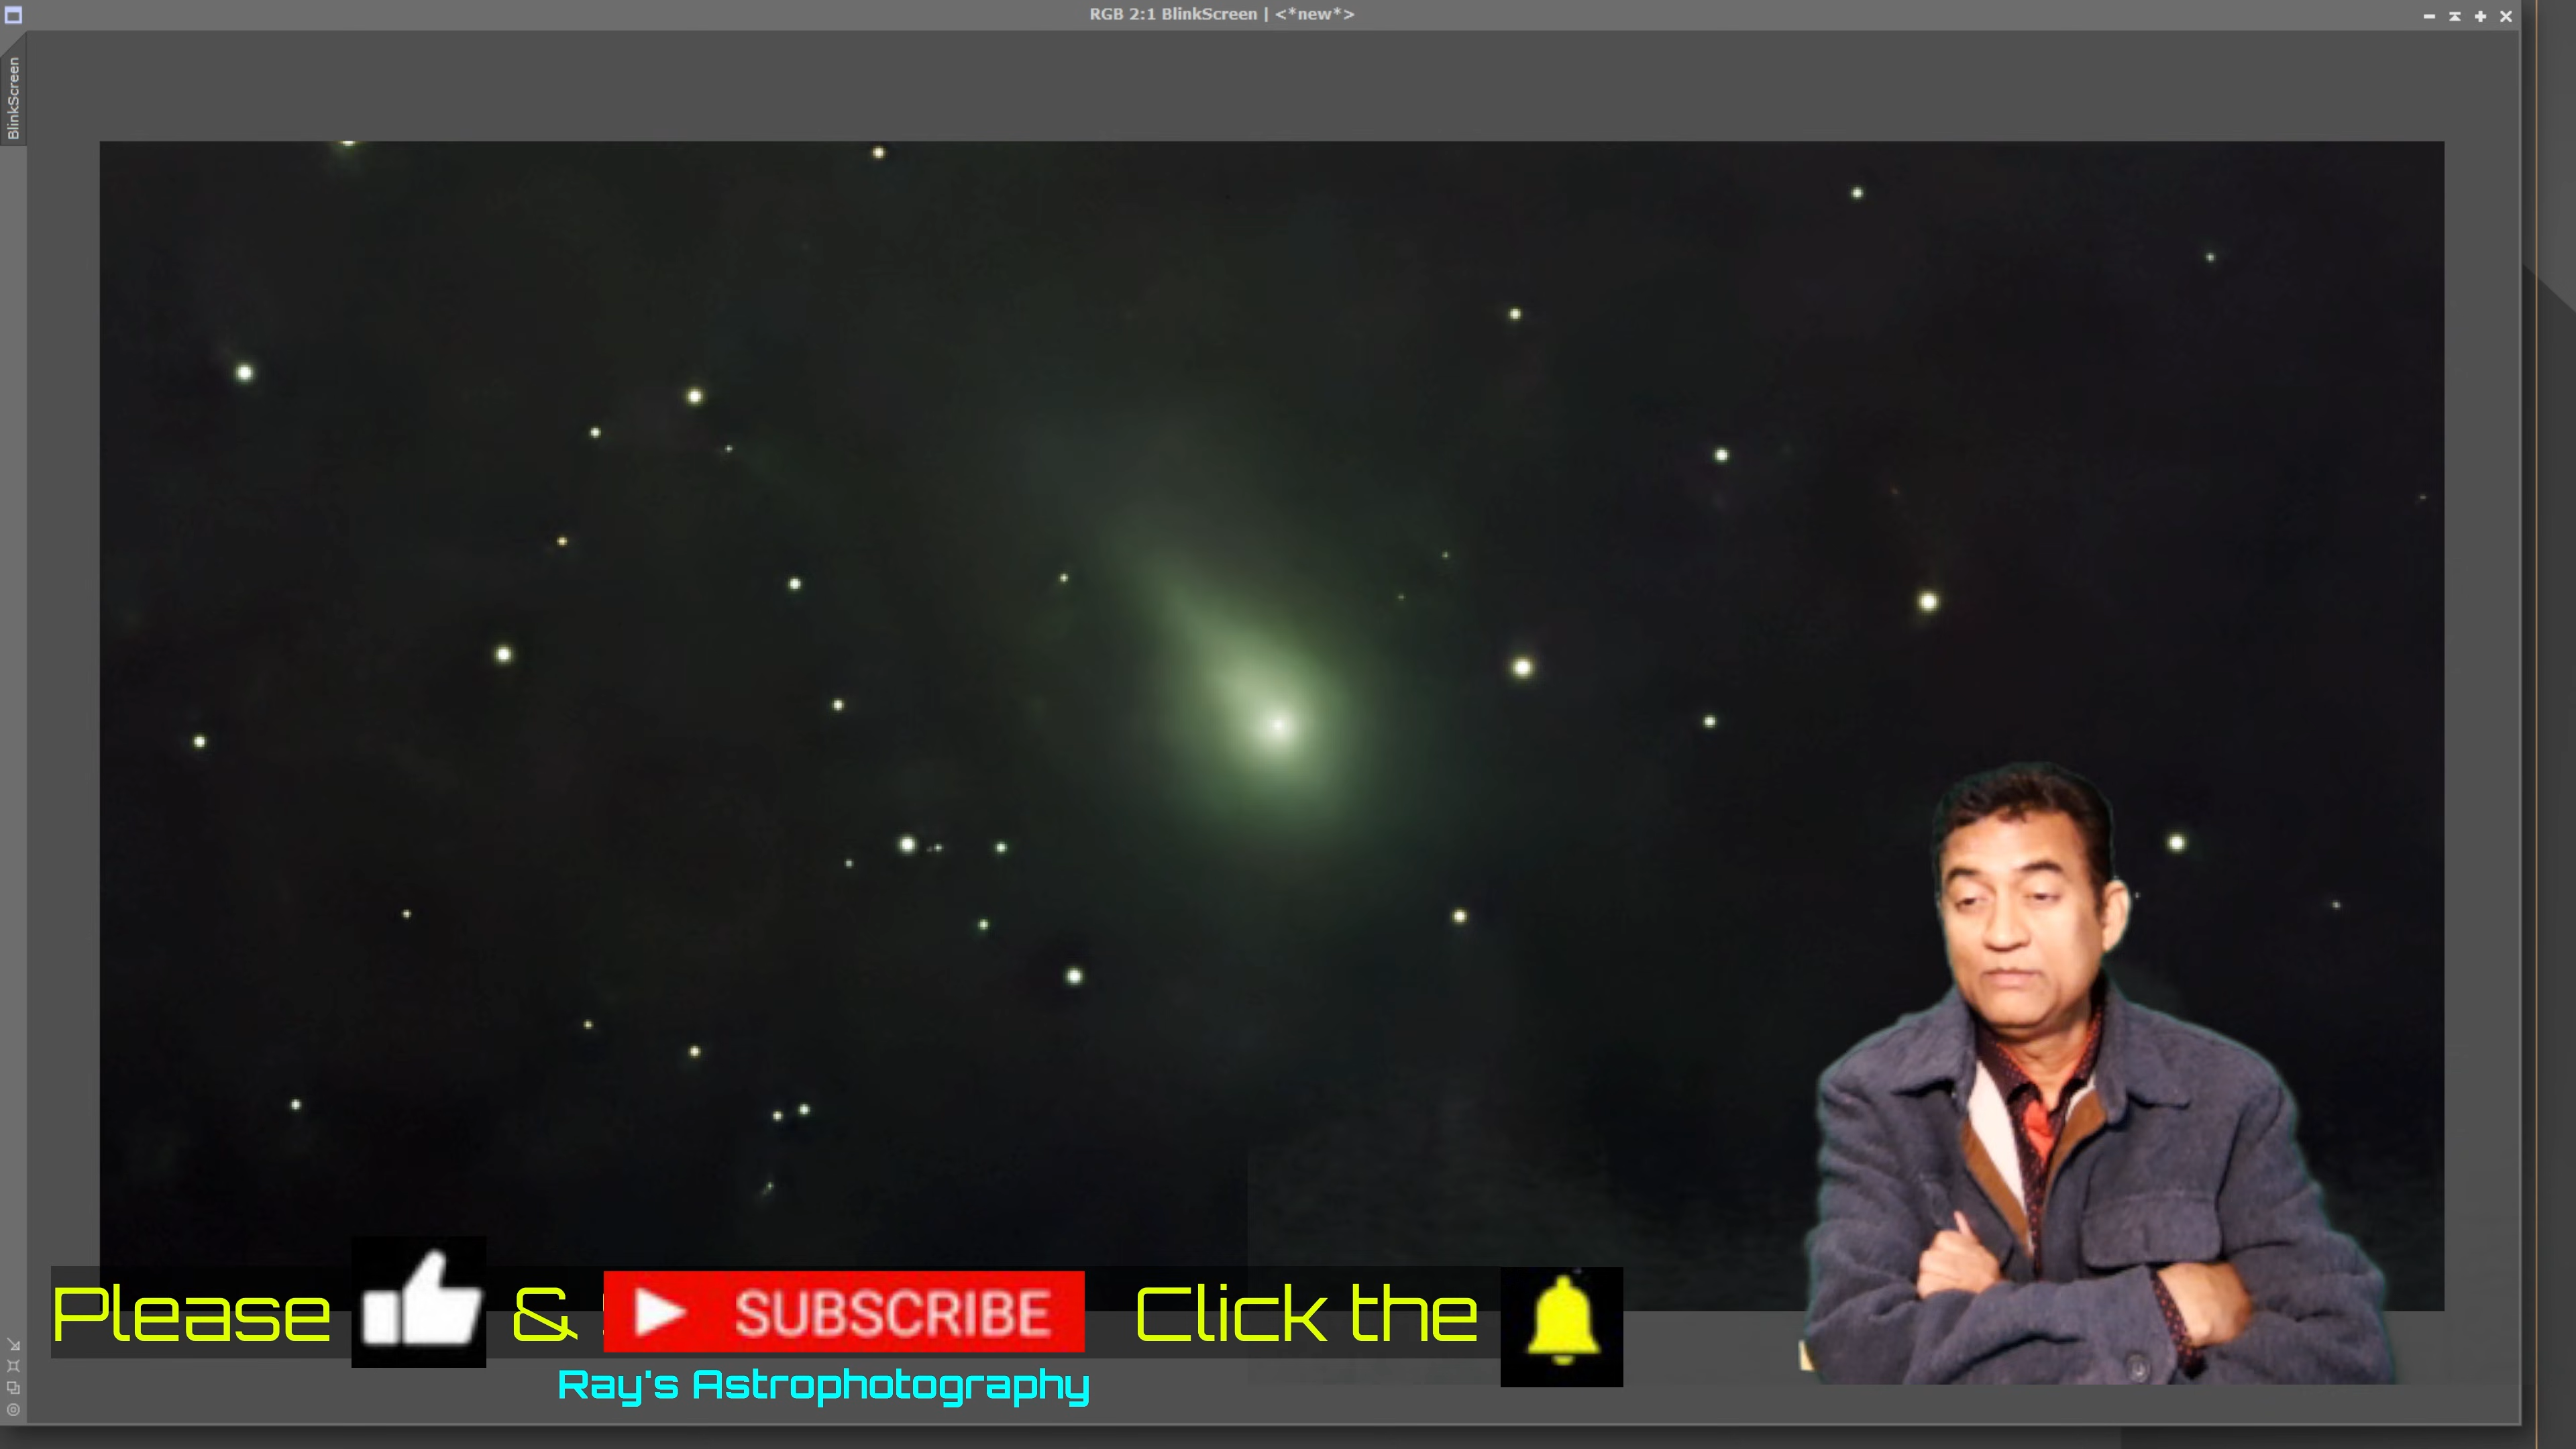 RGB 2:1 BlinkScreen | <*new*>
BlinkScreen
Please & SUBSCRIBE Click the
Ray's Astrophotography